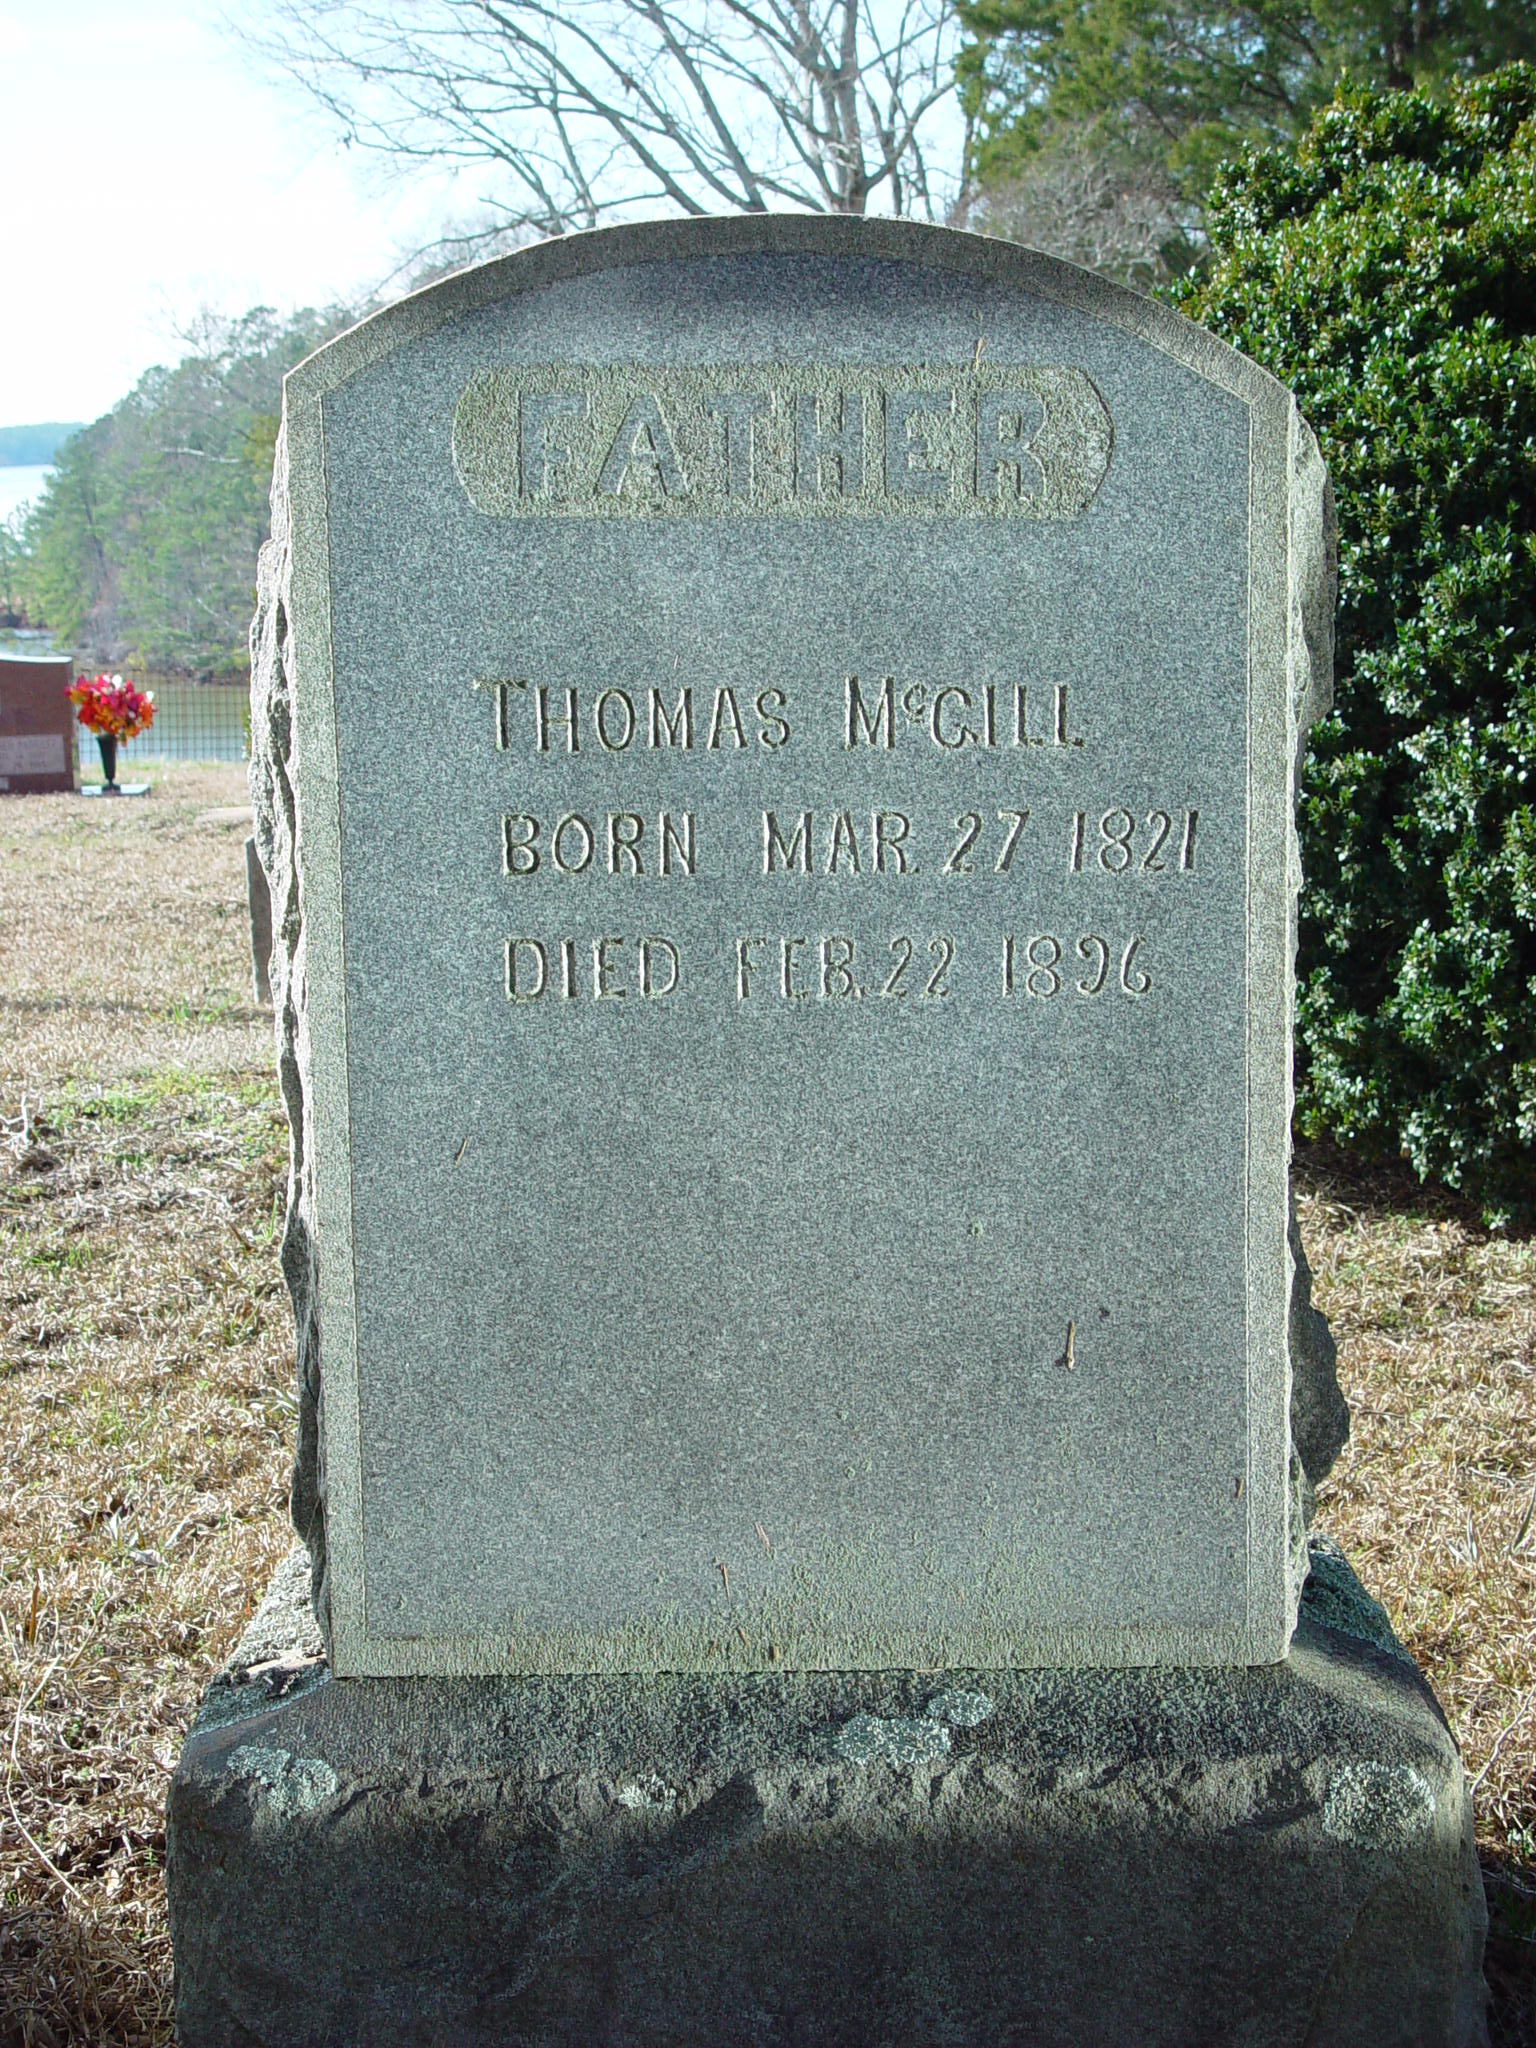 FATHER
THOMAS McGILL
BORN MAR. 27 1821
DIED FEB. 22 1896